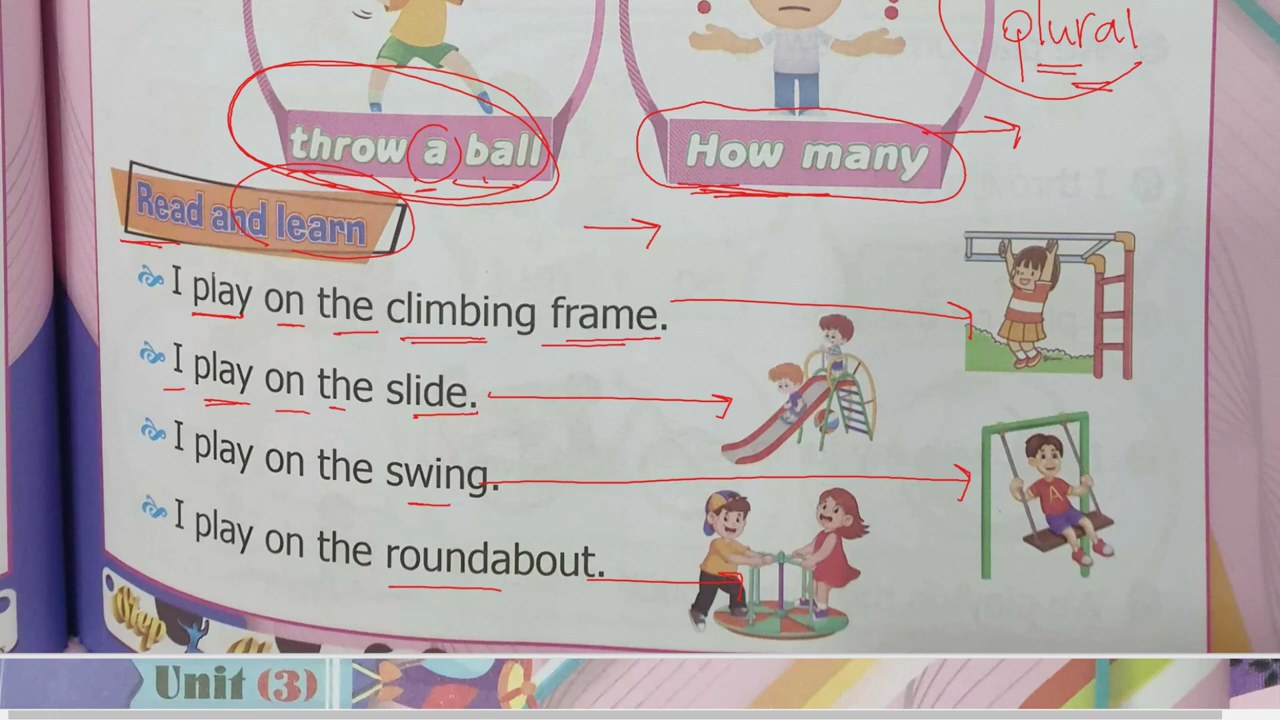 plural
throw a ball
How many
Read and learn
I play on the climbing frame.
I play on the slide.
I play on the swing.
I play on the roundabout.
A
Step
Unit (3)